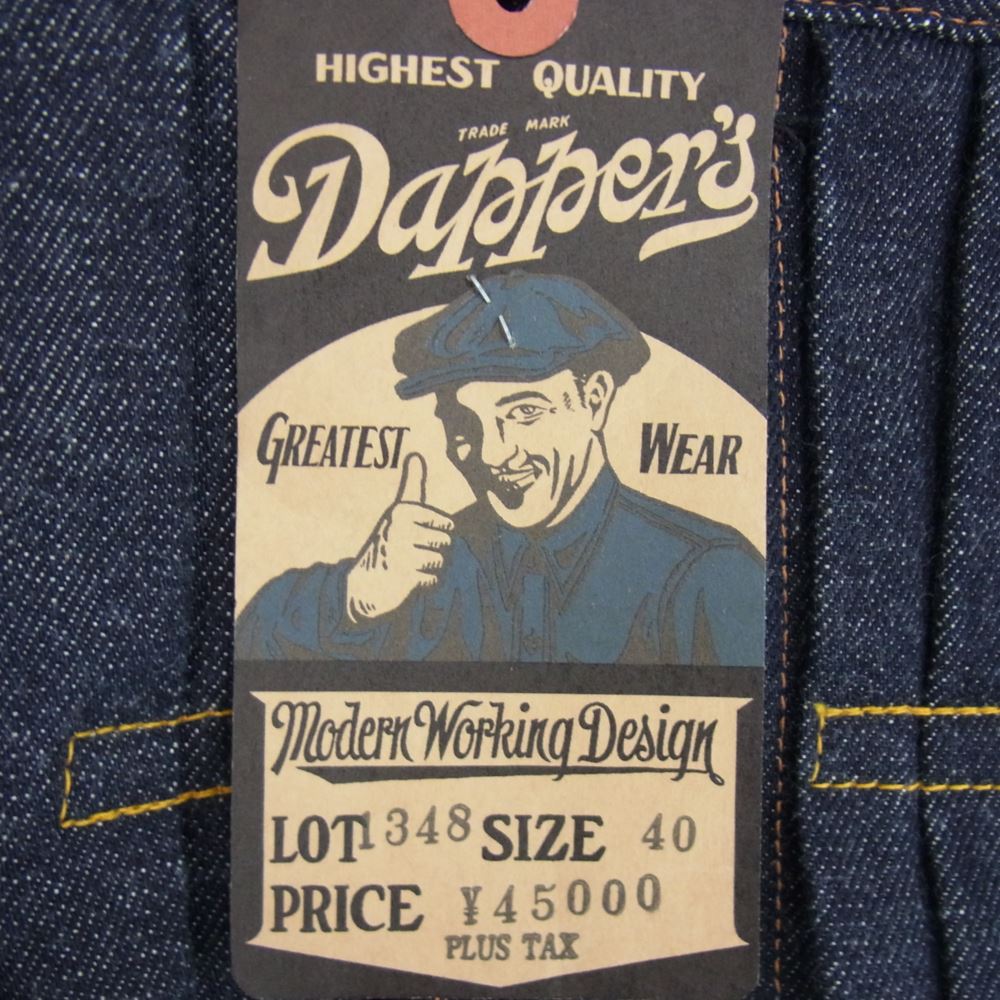 HIGHEST QUALITY
TRADE MARK
Dapper's
GREATEST WEAR
Modern Working Design
LOT 1348 SIZE 40
PRICE ¥45000
PLUS TAX